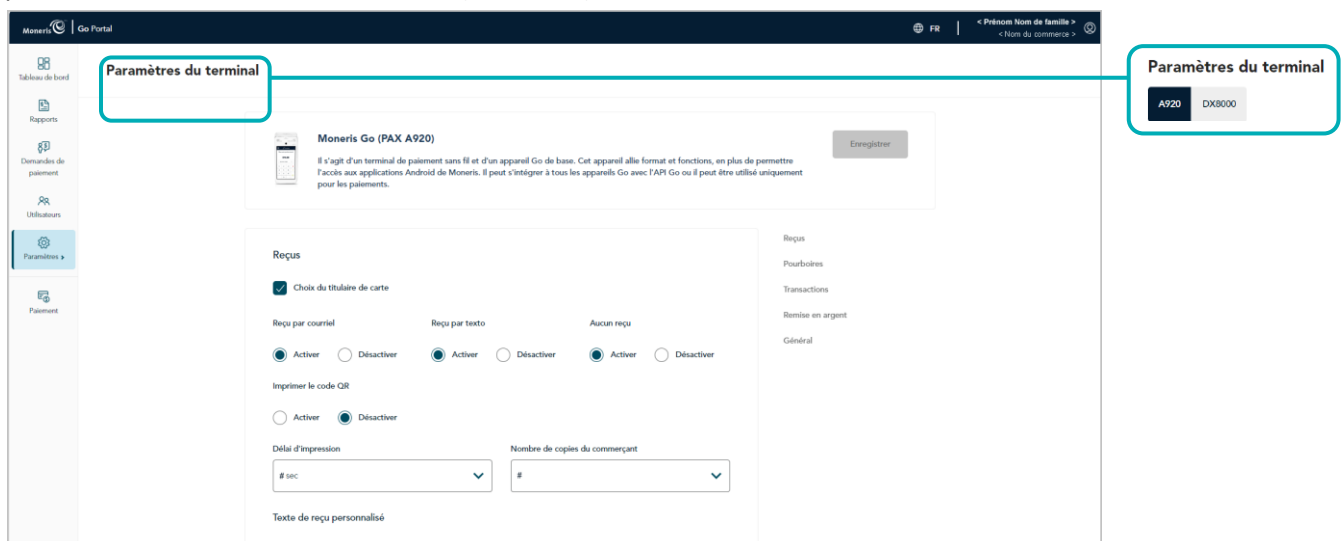 Moneris Go Portal
FR
< Prénom Nom de famille >
< Nom du commerce >
Tableau de bord
Rapports
Demandes de paiement
Utilisateurs
Paramètres
Paiement
Paramètres du terminal
Moneris Go (PAX A920)
Il s'agit d'un terminal de paiement sans fil et d'un appareil Go de base. Cet appareil allie format et fonctions, en plus de permettre
l'accès aux applications Android de Moneris. Il peut s'intégrer à tous les appareils Go avec l'API Go ou il peut être utilisé uniquement
pour les paiements.
Enregistrer
Reçus
Choix du titulaire de carte
Reçu par courriel Reçu par texto Aucun reçu
Activer Désactiver Activer Désactiver Activer Désactiver
Imprimer le code QR
Activer Désactiver
Délai d'impression Nombre de copies du commerçant
# sec #
Texte de reçu personnalisé
Reçus
Pourboires
Transactions
Remise en argent
Général
Paramètres du terminal
A920 DX8000